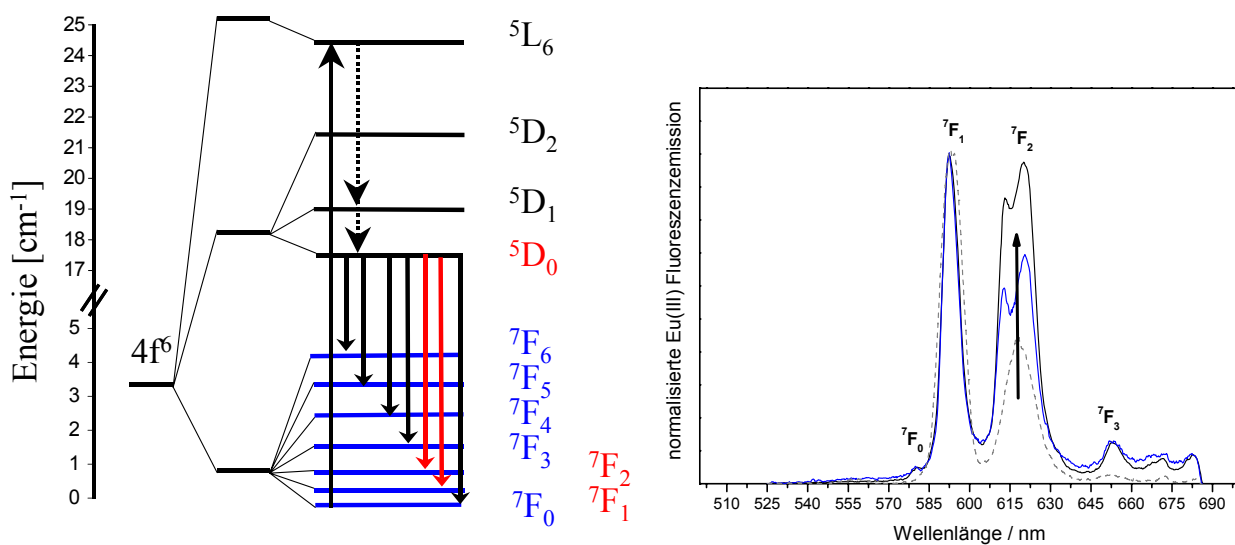 Energie [cm⁻¹]
25
24
23
22
21
20
19
18
17
5
4
3
2
1
0
4f⁶
⁵L₆
⁵D₂
⁵D₁
⁵D₀
⁷F₆
⁷F₅
⁷F₄
⁷F₃
⁷F₂
⁷F₀ ⁷F₁
normalisierte Eu(III) Fluoreszenzemission
⁷F₁ ⁷F₂
⁷F₀ ⁷F₃
510 525 540 555 570 585 600 615 630 645 660 675 690
Wellenlänge / nm